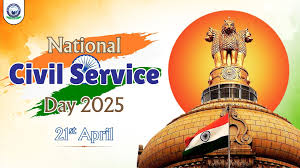 National
Civil Service
Day 2025
21st April